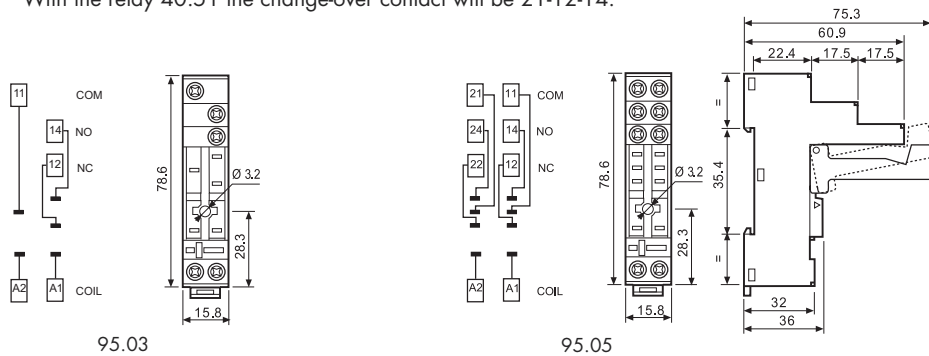 With the relay 40.51 the change-over contact will be 21-12-14.
11 COM
14 NO
12 NC
A2 A1 COIL
78.6
Ø 3.2
28.3
15.8
95.03
21 11 COM
24 14 NO
22 12 NC
A2 A1 COIL
78.6
Ø 3.2
28.3
15.8
95.05
75.3
60.9
22.4 17.5 17.5
=
35.4
=
32
36